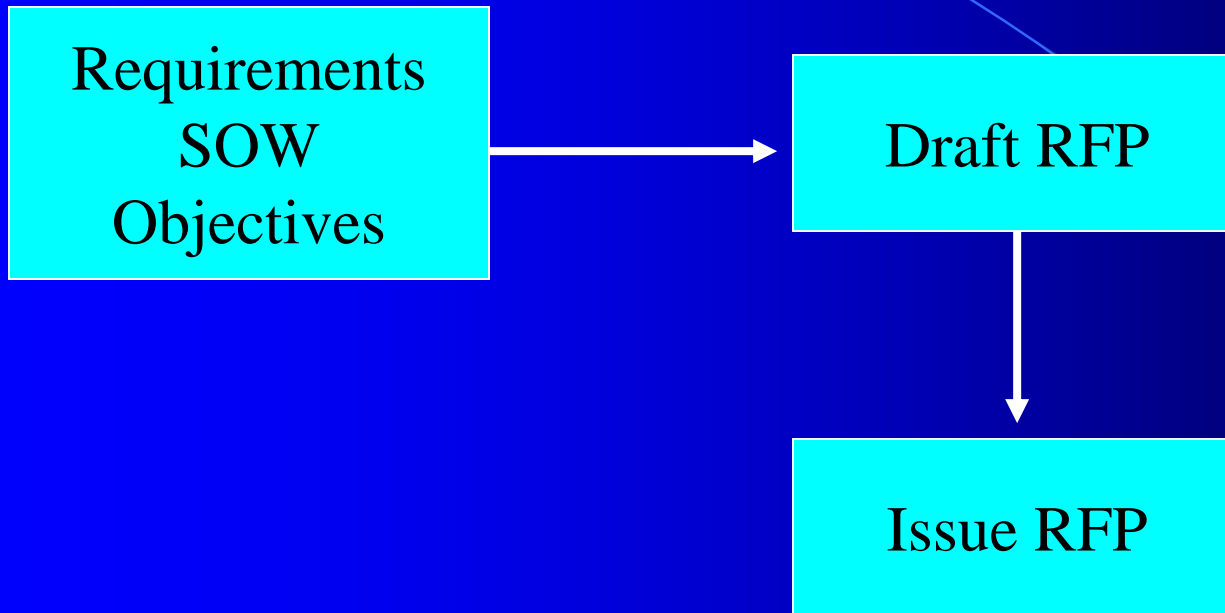 Requirements
SOW
Objectives
Draft RFP
Issue RFP